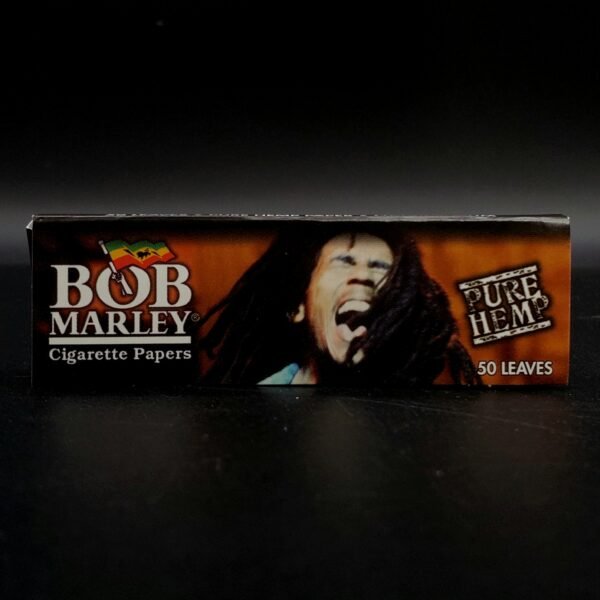 BOB
MARLEY®
Cigarette Papers
PURE
HEMP
50 LEAVES